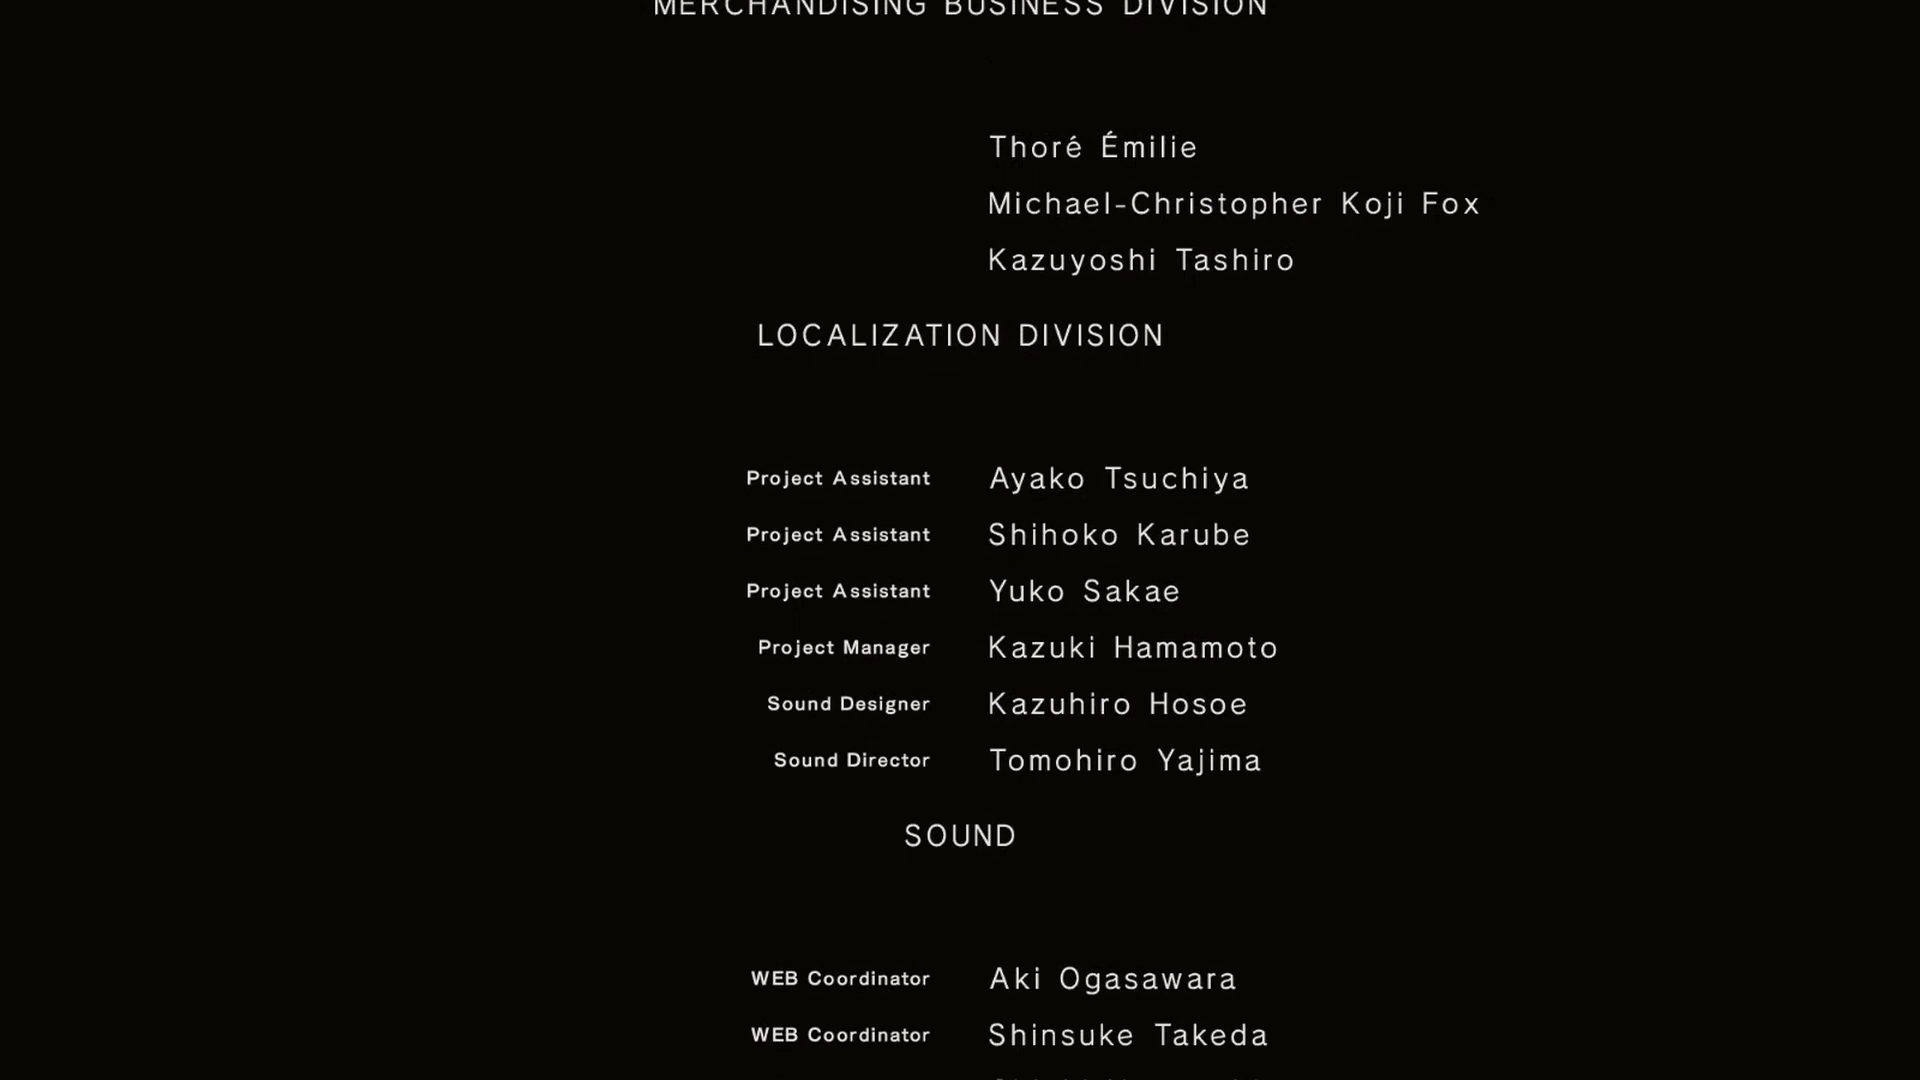 MERCHANDISING BUSINESS DIVISION
Thoré Émilie
Michael-Christopher Koji Fox
Kazuyoshi Tashiro
LOCALIZATION DIVISION
Project Assistant Ayako Tsuchiya
Project Assistant Shihoko Karube
Project Assistant Yuko Sakae
Project Manager Kazuki Hamamoto
Sound Designer Kazuhiro Hosoe
Sound Director Tomohiro Yajima
SOUND
WEB Coordinator Aki Ogasawara
WEB Coordinator Shinsuke Takeda